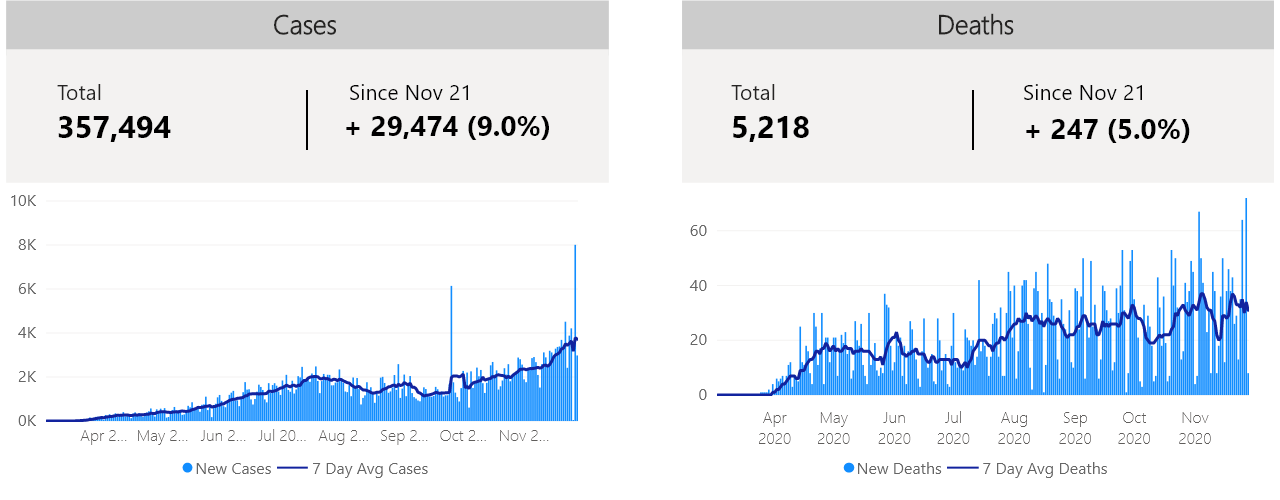 Cases
Total
Since Nov 21
357,494
+ 29,474 (9.0%)
10K
8K
6K
4K
2K
0K
Apr 2... May 2... Jun 2... Jul 20... Aug 2... Sep 2... Oct 2... Nov 2...
New Cases 7 Day Avg Cases
Deaths
Total
Since Nov 21
5,218
+ 247 (5.0%)
60
40
20
0
Apr May Jun Jul Aug Sep Oct Nov
2020 2020 2020 2020 2020 2020 2020 2020
New Deaths 7 Day Avg Deaths